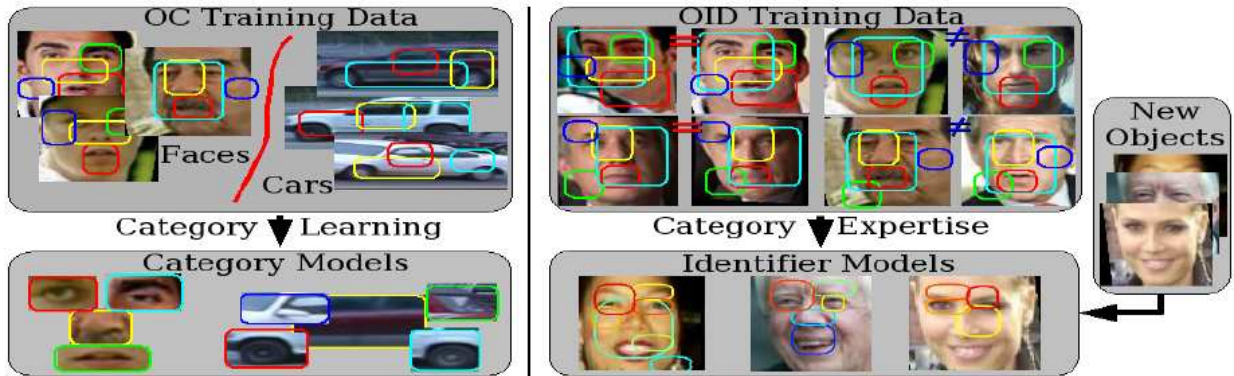 OC Training Data
Faces
Cars
Category Learning
Category Models
OID Training Data
= ≠
= ≠
Category Expertise
Identifier Models
New
Objects